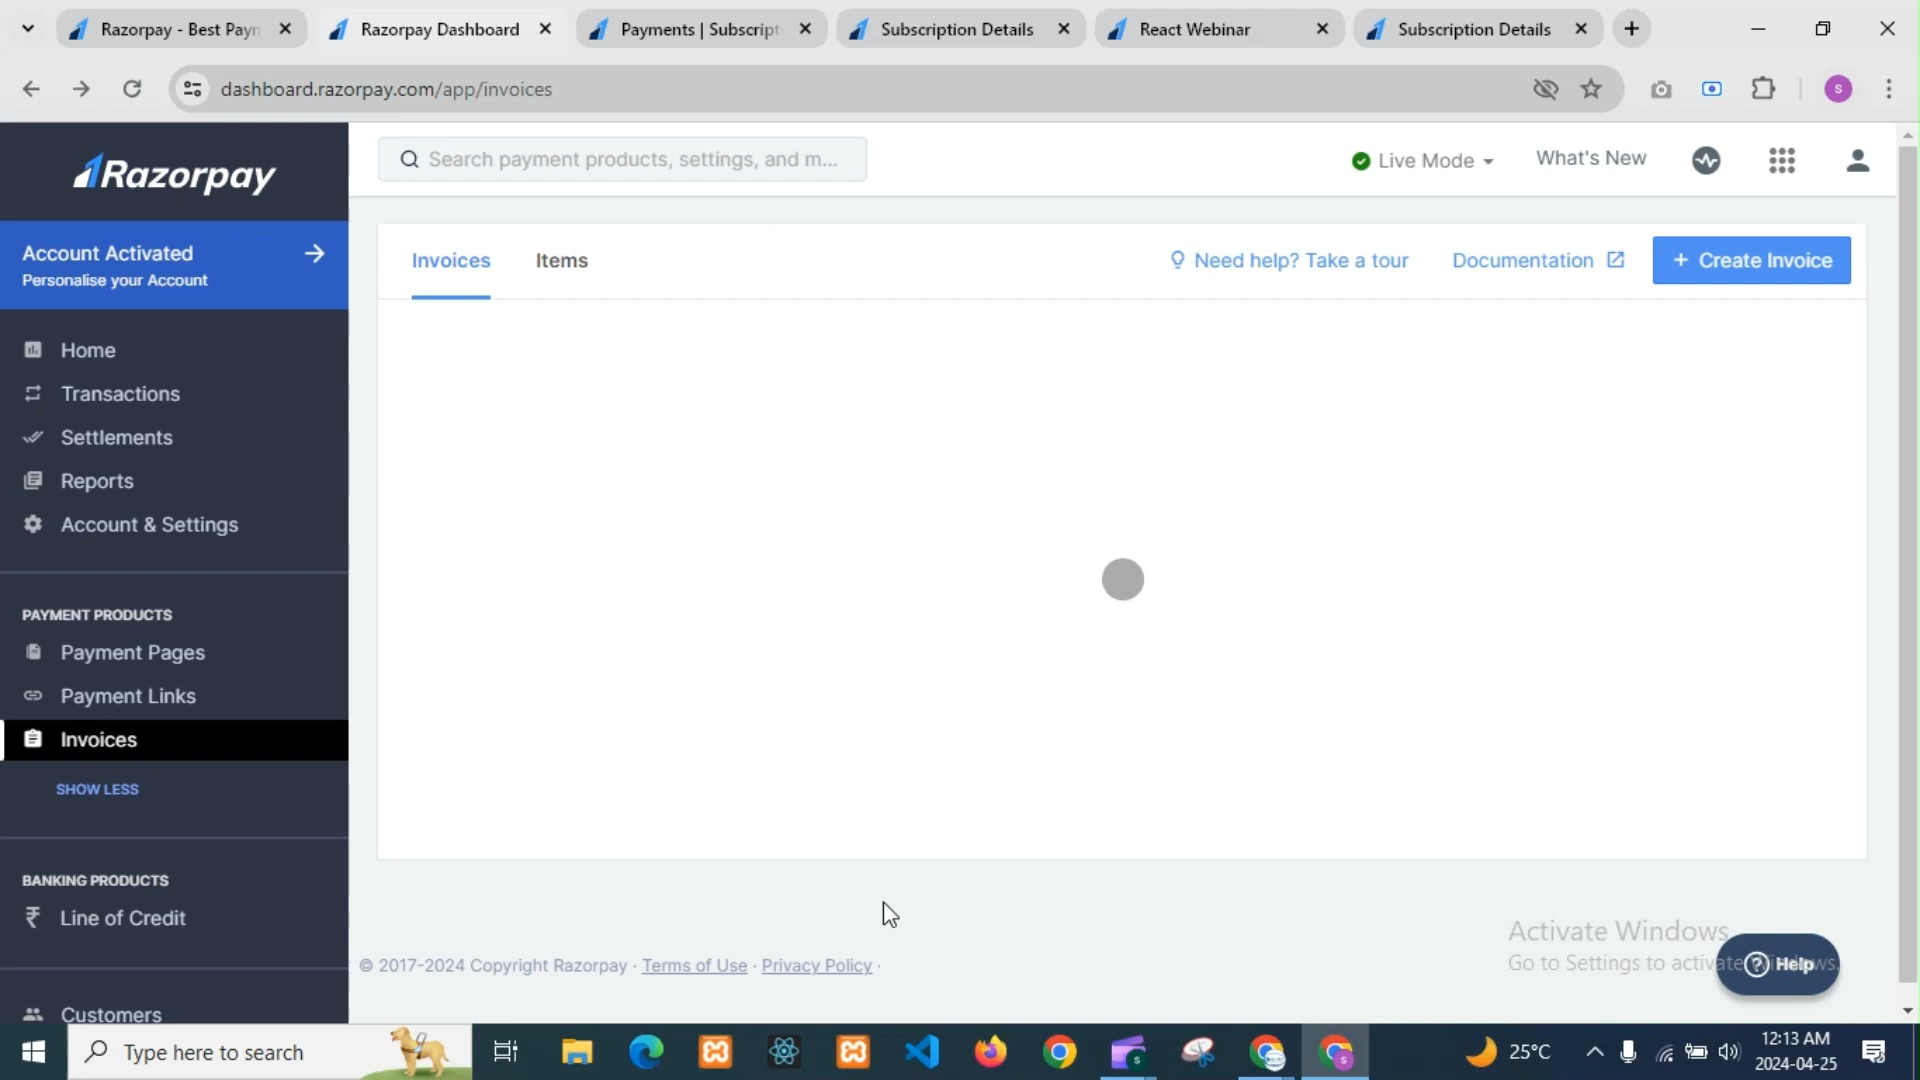 Razorpay - Best Payn
Razorpay Dashboard
Payments | Subscript
Subscription Details
React Webinar
Subscription Details
dashboard.razorpay.com/app/invoices
S
Razorpay
Search payment products, settings, and m...
Live Mode
What's New
Account Activated
Personalise your Account
Invoices
Items
Need help? Take a tour
Documentation
+ Create Invoice
Home
Transactions
Settlements
Reports
Account & Settings
PAYMENT PRODUCTS
Payment Pages
Payment Links
Invoices
SHOW LESS
BANKING PRODUCTS
₹ Line of Credit
Customers
© 2017-2024 Copyright Razorpay · Terms of Use · Privacy Policy ·
Activate Windows
Go to Settings to activate Windows.
Help
Type here to search
25°C
12:13 AM
2024-04-25